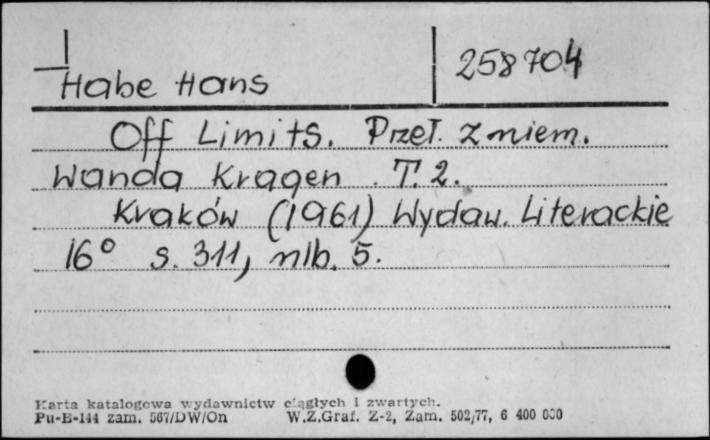 258704
Habe Hans
Off Limits. Przeł. z niem.
Wanda Kragen. T. 2.
Kraków (1961) Wydaw. Literackie
16° s. 311, nlb. 5.
Karta katalogowa wydawnictw ciągłych i zwartych.
Pu-B-144 zam. 567/DW/On W.Z.Graf. Z-2, Zam. 502/77, 6 400 000